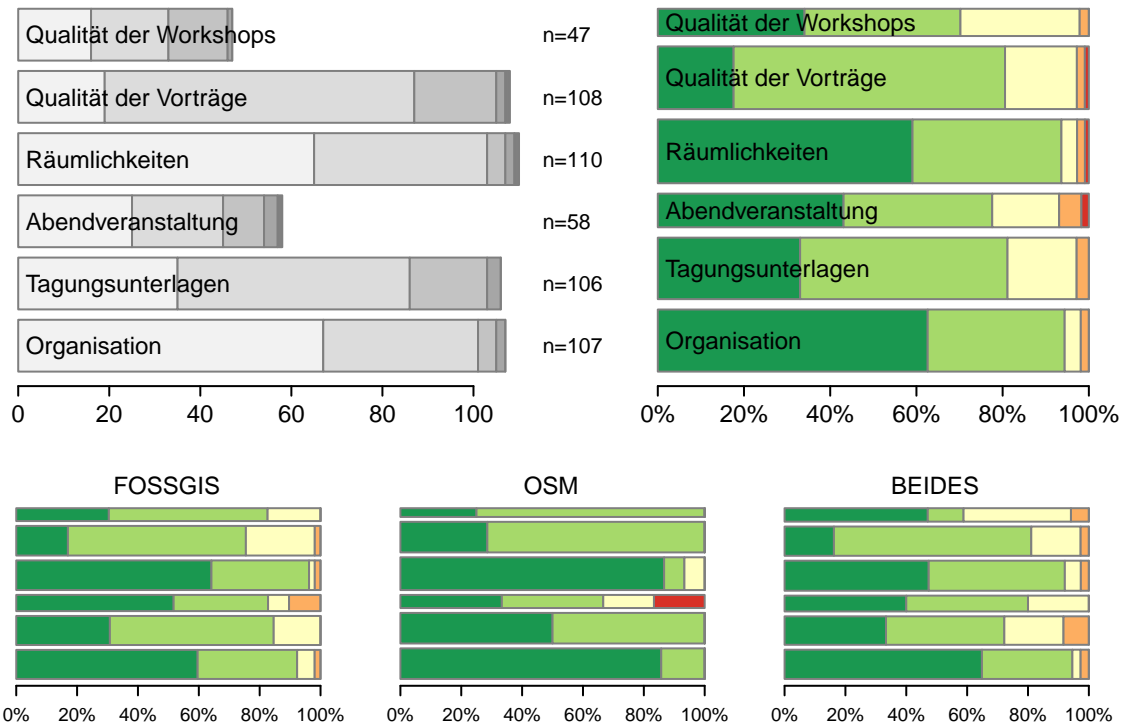 Qualität der Workshops
n=47
Qualität der Vorträge
n=108
Räumlichkeiten
n=110
Abendveranstaltung
n=58
Tagungsunterlagen
n=106
Organisation
n=107
0 20 40 60 80 100
Qualität der Workshops
Qualität der Vorträge
Räumlichkeiten
Abendveranstaltung
Tagungsunterlagen
Organisation
0% 20% 40% 60% 80% 100%
FOSSGIS
0% 20% 40% 60% 80% 100%
OSM
0% 20% 40% 60% 80% 100%
BEIDES
0% 20% 40% 60% 80% 100%